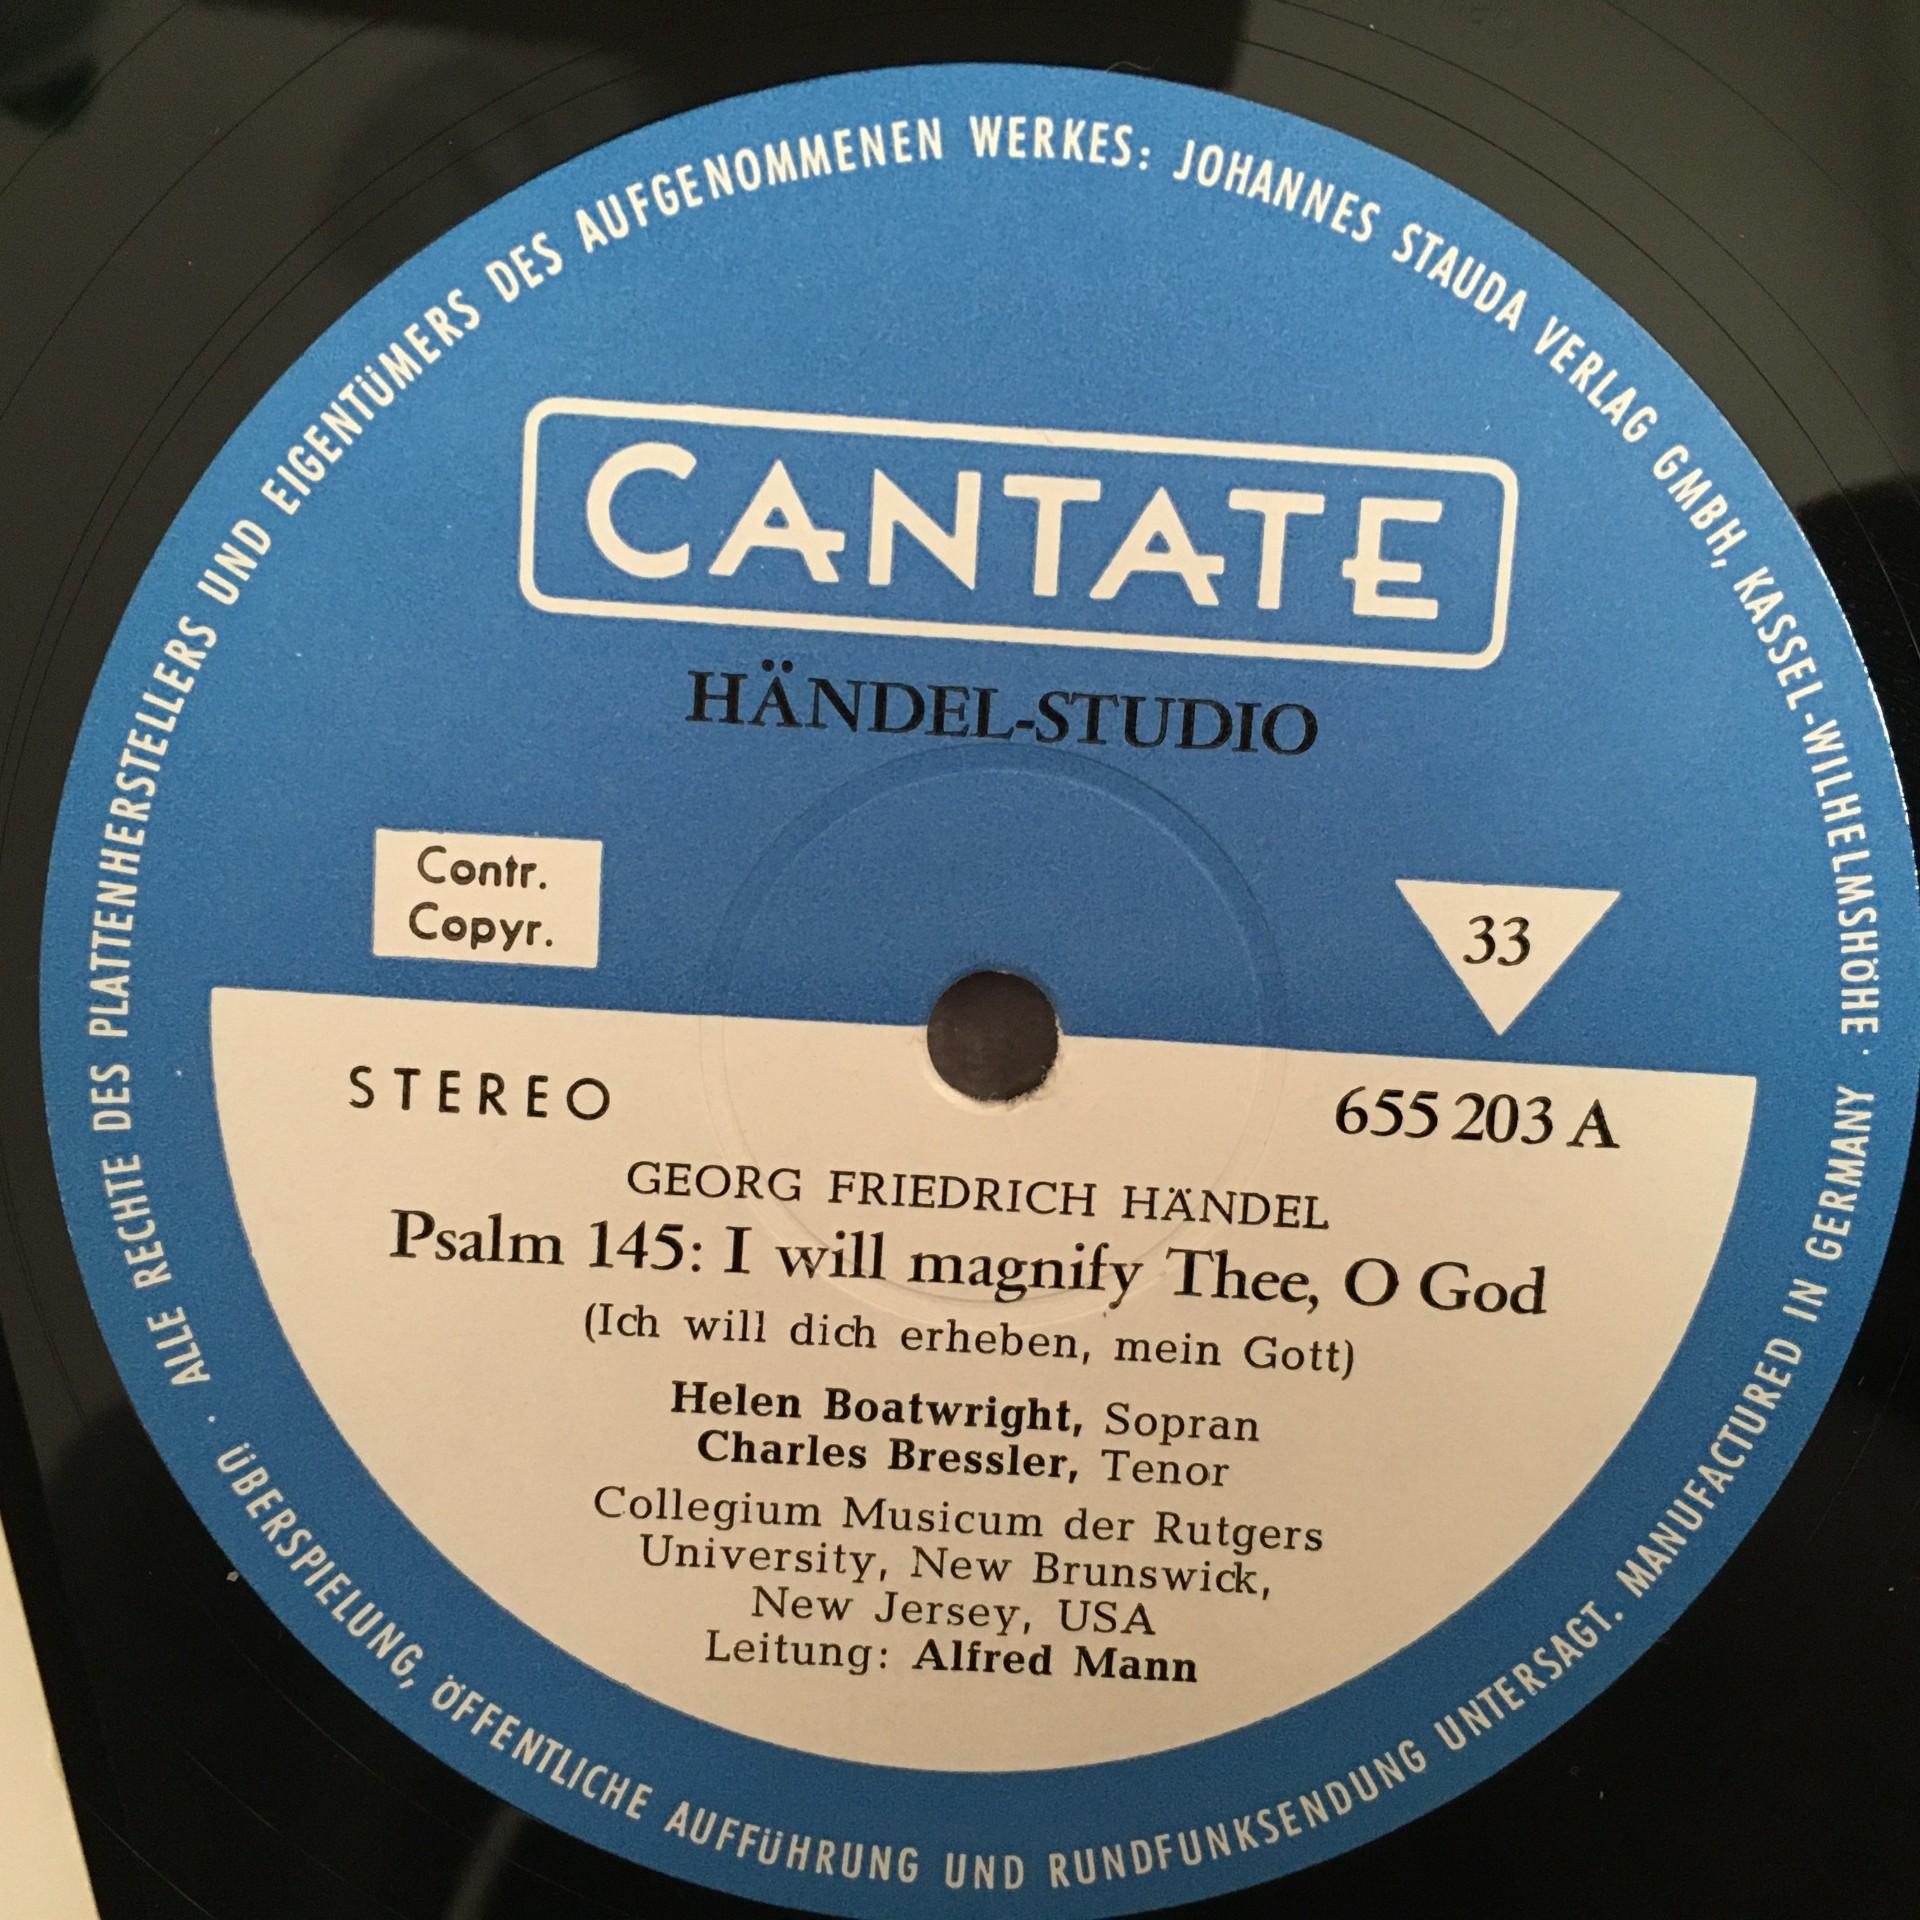 ALLE RECHTE DES PLATTENHERSTELLERS UND EIGENTÜMERS DES AUFGENOMMENEN WERKES: JOHANNES STAUDA VERLAG GMBH, KASSEL-WILHELMSHÖHE ·
CANTATE
HÄNDEL-STUDIO
Contr.
Copyr.
33
STEREO
655 203 A
GEORG FRIEDRICH HÄNDEL
Psalm 145: I will magnify Thee, O God
(Ich will dich erheben, mein Gott)
Helen Boatwright, Sopran
Charles Bressler, Tenor
Collegium Musicum der Rutgers
University, New Brunswick,
New Jersey, USA
Leitung: Alfred Mann
· ÜBERSPIELUNG, ÖFFENTLICHE AUFFÜHRUNG UND RUNDFUNKSENDUNG UNTERSAGT. MANUFACTURED IN GERMANY